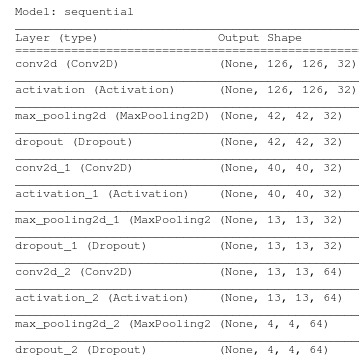 Model: sequential
Layer (type) Output Shape
conv2d (Conv2D) (None, 126, 126, 32)
activation (Activation) (None, 126, 126, 32)
max_pooling2d (MaxPooling2D) (None, 42, 42, 32)
dropout (Dropout) (None, 42, 42, 32)
conv2d_1 (Conv2D) (None, 40, 40, 32)
activation_1 (Activation) (None, 40, 40, 32)
max_pooling2d_1 (MaxPooling2 (None, 13, 13, 32)
dropout_1 (Dropout) (None, 13, 13, 32)
conv2d_2 (Conv2D) (None, 13, 13, 64)
activation_2 (Activation) (None, 13, 13, 64)
max_pooling2d_2 (MaxPooling2 (None, 4, 4, 64)
dropout_2 (Dropout) (None, 4, 4, 64)